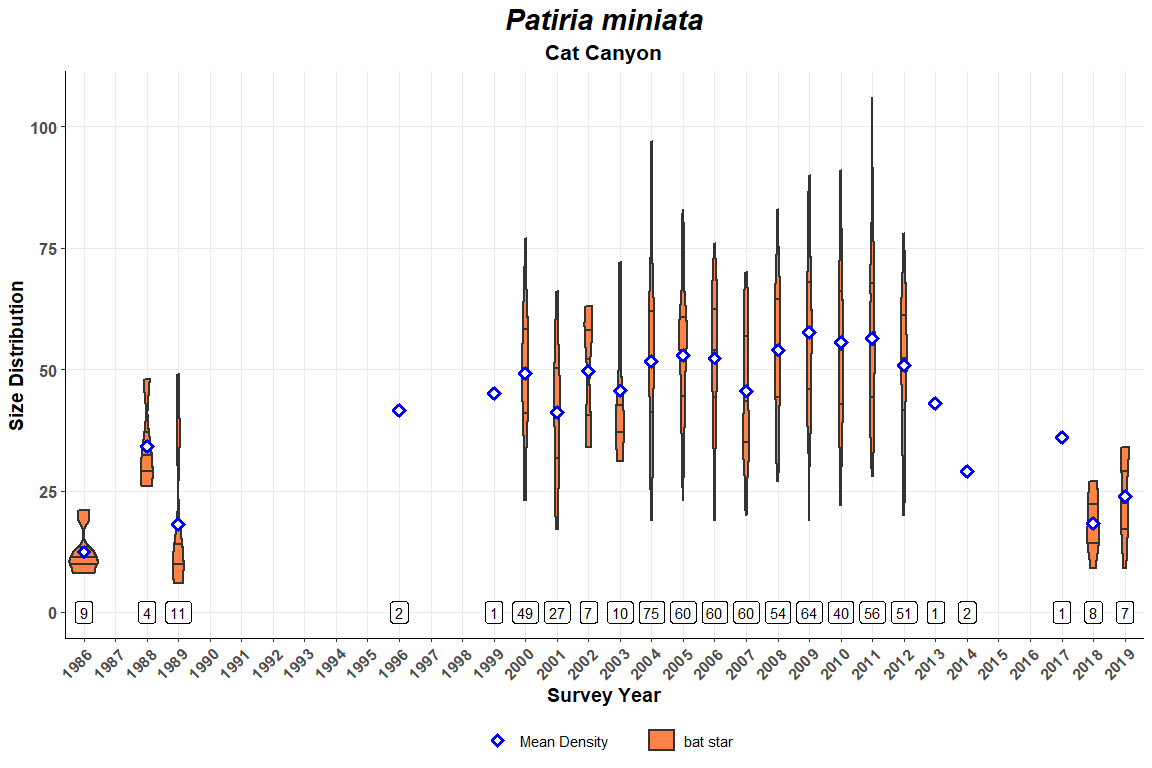 Patiria miniata
Cat Canyon
Size Distribution
100
75
50
25
0
9 4 11 2 1 49 27 7 10 75 60 60 60 54 64 40 56 51 1 2 1 8 7
1986 1987 1988 1989 1990 1991 1992 1993 1994 1995 1996 1997 1998 1999 2000 2001 2002 2003 2004 2005 2006 2007 2008 2009 2010 2011 2012 2013 2014 2015 2016 2017 2018 2019
Survey Year
Mean Density bat star